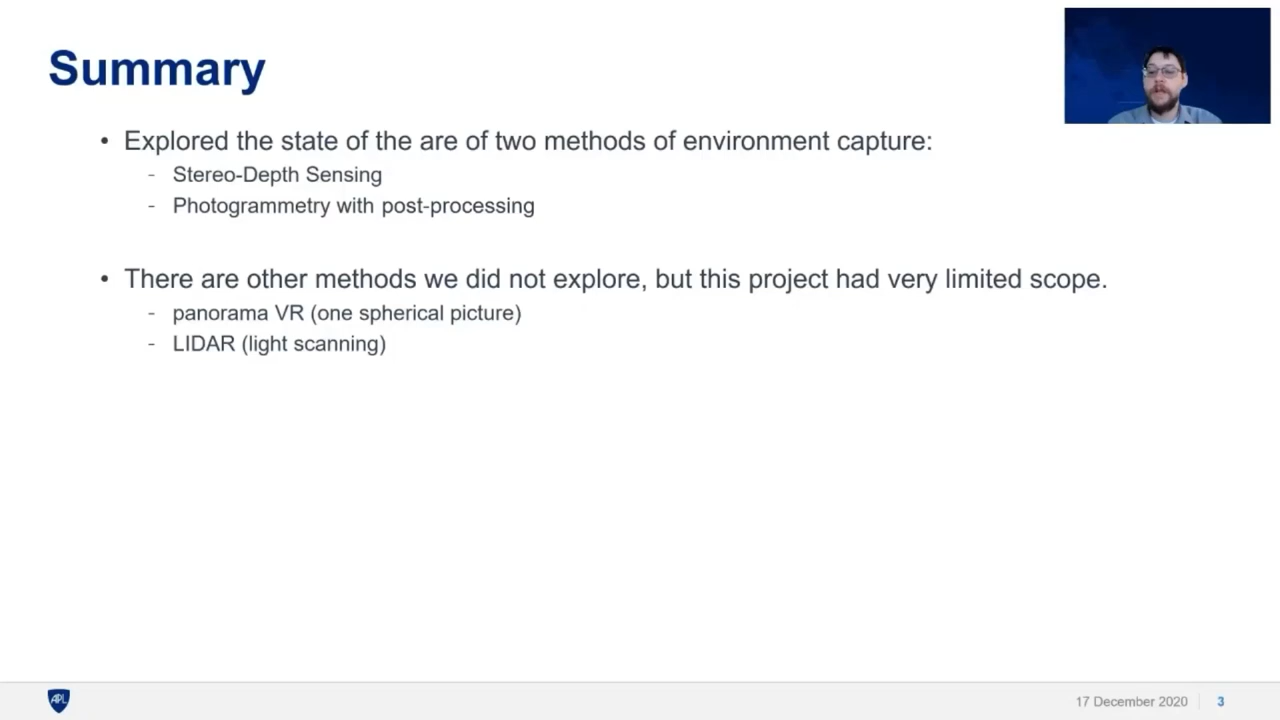 Summary
• Explored the state of the are of two methods of environment capture:
- Stereo-Depth Sensing
- Photogrammetry with post-processing
• There are other methods we did not explore, but this project had very limited scope.
- panorama VR (one spherical picture)
- LIDAR (light scanning)
APL
17 December 2020
3